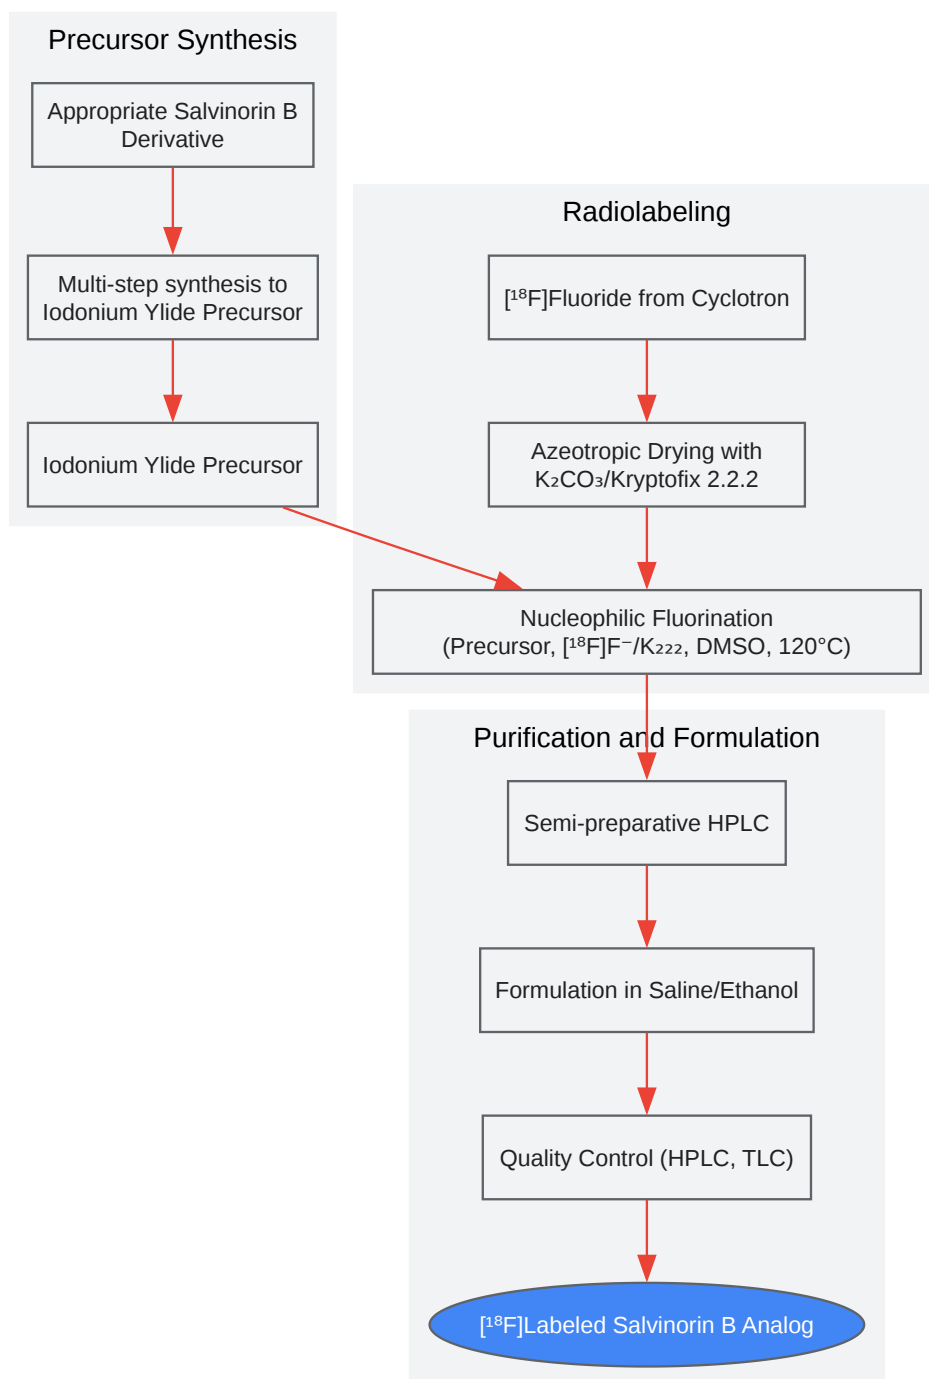 Precursor Synthesis
Appropriate Salvinorin B
Derivative
Multi-step synthesis to
Iodonium Ylide Precursor
Iodonium Ylide Precursor
Radiolabeling
[¹⁸F]Fluoride from Cyclotron
Azeotropic Drying with
K₂CO₃/Kryptofix 2.2.2
Nucleophilic Fluorination
(Precursor, [¹⁸F]F⁻/K₂₂₂, DMSO, 120°C)
Purification and Formulation
Semi-preparative HPLC
Formulation in Saline/Ethanol
Quality Control (HPLC, TLC)
[¹⁸F]Labeled Salvinorin B Analog